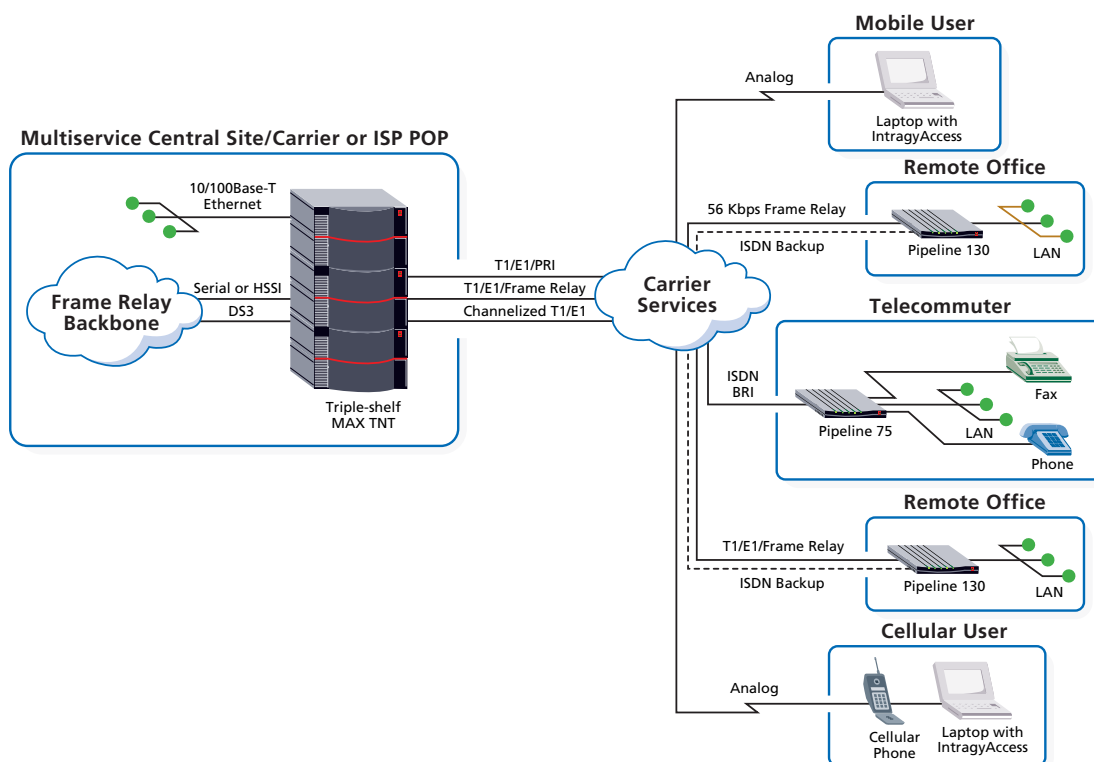 Mobile User
Analog
Laptop with
IntragyAccess
Multiservice Central Site/Carrier or ISP POP
10/100Base-T
Ethernet
Frame Relay
Backbone
Serial or HSSI
DS3
Triple-shelf
MAX TNT
T1/E1/PRI
T1/E1/Frame Relay
Channelized T1/E1
Carrier
Services
Remote Office
56 Kbps Frame Relay
ISDN Backup
Pipeline 130
LAN
Telecommuter
ISDN
BRI
Pipeline 75
Fax
LAN
Phone
Remote Office
T1/E1/Frame Relay
ISDN Backup
Pipeline 130
LAN
Cellular User
Analog
Cellular
Phone
Laptop with
IntragyAccess